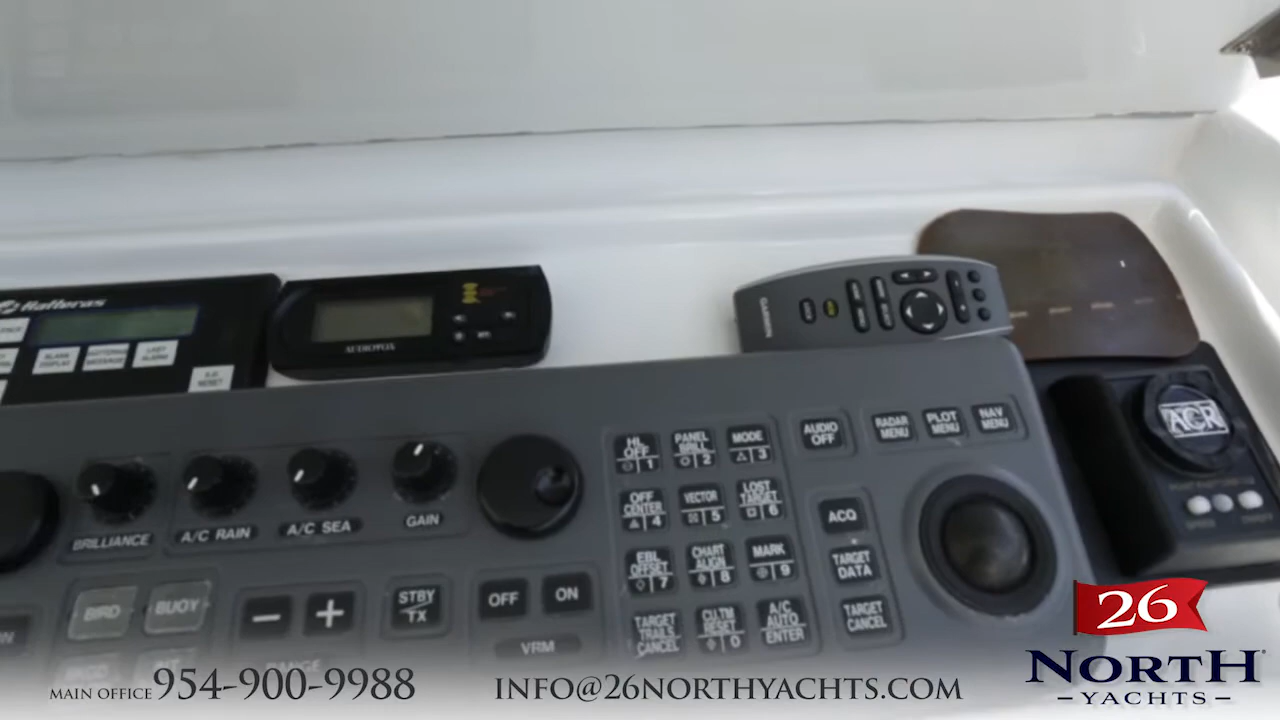 Hatteras
AUDIOVOX
GARMIN
ACR
BRILLIANCE
A/C RAIN
A/C SEA
GAIN
HL OFF 1
PANEL BRILL 2
MODE 3
AUDIO OFF
RADAR MENU
PLOT MENU
NAV MENU
OFF CENTER 4
VECTOR 5
LOST TARGET 6
ACQ
EBL OFFSET 7
CHART ALIGN 8
MARK 9
TARGET DATA
BIRD
BUOY
- +
STBY TX
OFF
ON
TARGET TRAILS CANCEL
CU,TM RESET 0
A/C AUTO ENTER
TARGET CANCEL
VRM
RANGE
26
NORTH
-YACHTS-
MAIN OFFICE 954-900-9988
INFO@26NORTHYACHTS.COM